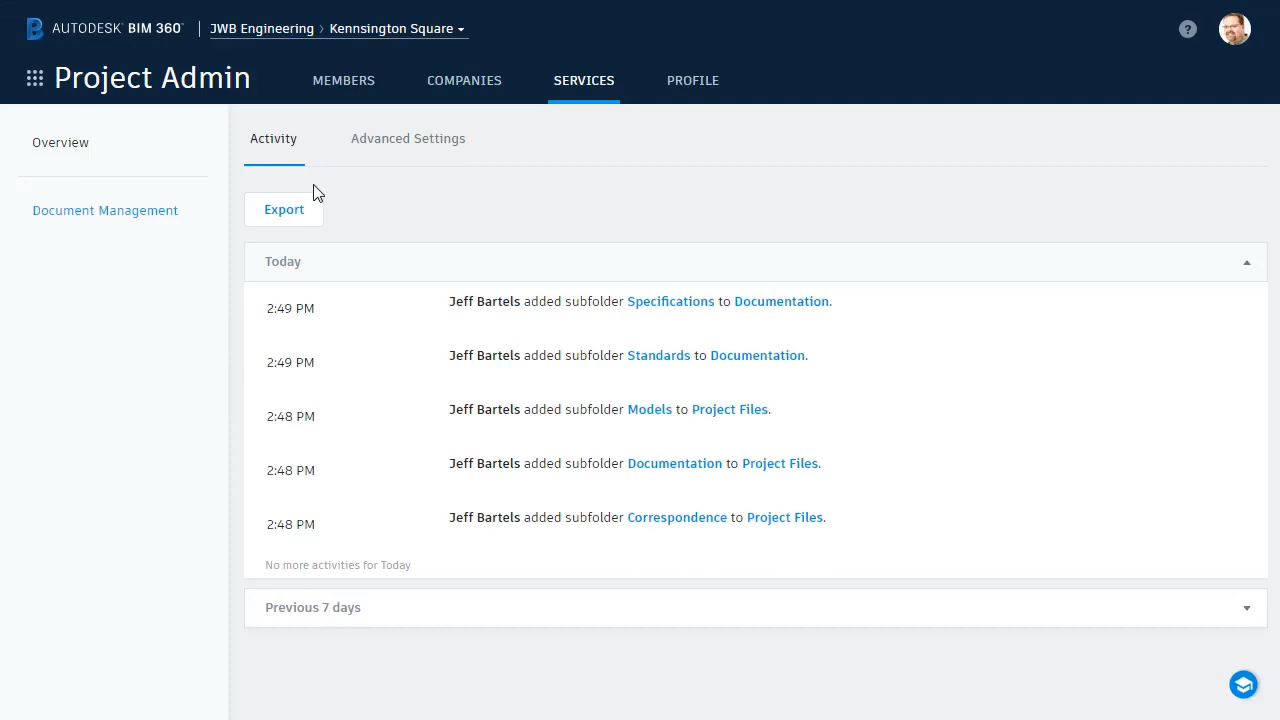 AUTODESK® BIM 360™ JWB Engineering > Kennsington Square
?
Project Admin MEMBERS COMPANIES SERVICES PROFILE
Overview
Document Management
Activity Advanced Settings
Export
Today
2:49 PM Jeff Bartels added subfolder Specifications to Documentation.
2:49 PM Jeff Bartels added subfolder Standards to Documentation.
2:48 PM Jeff Bartels added subfolder Models to Project Files.
2:48 PM Jeff Bartels added subfolder Documentation to Project Files.
2:48 PM Jeff Bartels added subfolder Correspondence to Project Files.
No more activities for Today
Previous 7 days